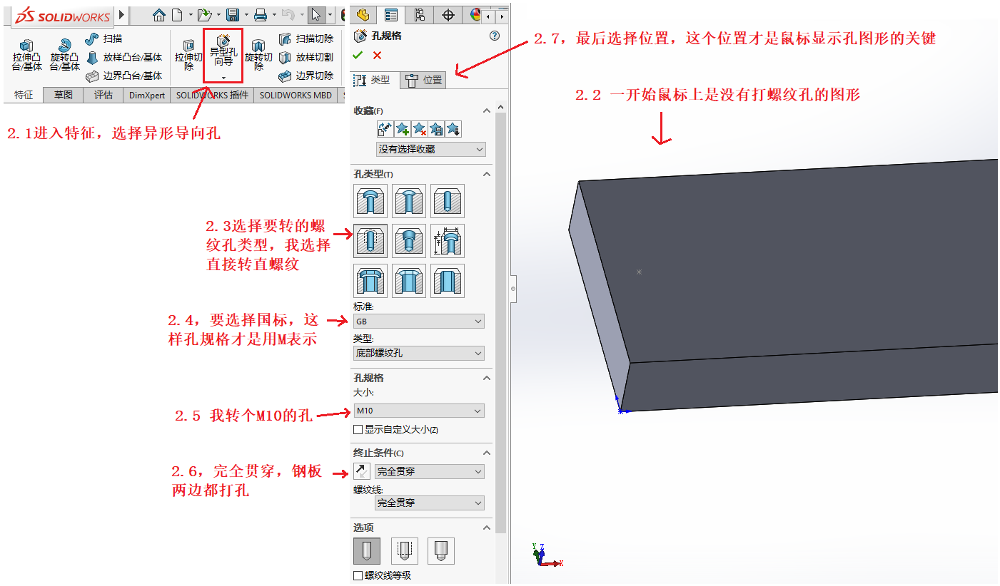 SOLIDWORKS
拉伸凸
台/基体
旋转凸
台/基体
扫描
放样凸台/基体
边界凸台/基体
拉伸切
除
异型孔
向导
旋转切
除
扫描切除
放样切割
边界切除
特征
草图
评估
DimXpert
SOLIDWORKS 插件
SOLIDWORKS MBD
2.1进入特征，选择异形导向孔
孔规格
类型
位置
收藏(F)
没有选择收藏
孔类型(T)
2.3选择要转的螺
纹孔类型，我选择
直接转直螺纹
标准:
GB
2.4，要选择国标，这
样孔规格才是用M表示
类型:
底部螺纹孔
孔规格
大小:
M10
2.5 我转个M10的孔
显示自定义大小(Z)
终止条件(C)
完全贯穿
2.6，完全贯穿，钢板
两边都打孔
螺纹线:
完全贯穿
选项
螺纹线等级
2.7，最后选择位置，这个位置才是鼠标显示孔图形的关键
2.2 一开始鼠标上是没有打螺纹孔的图形
Y
Z
X